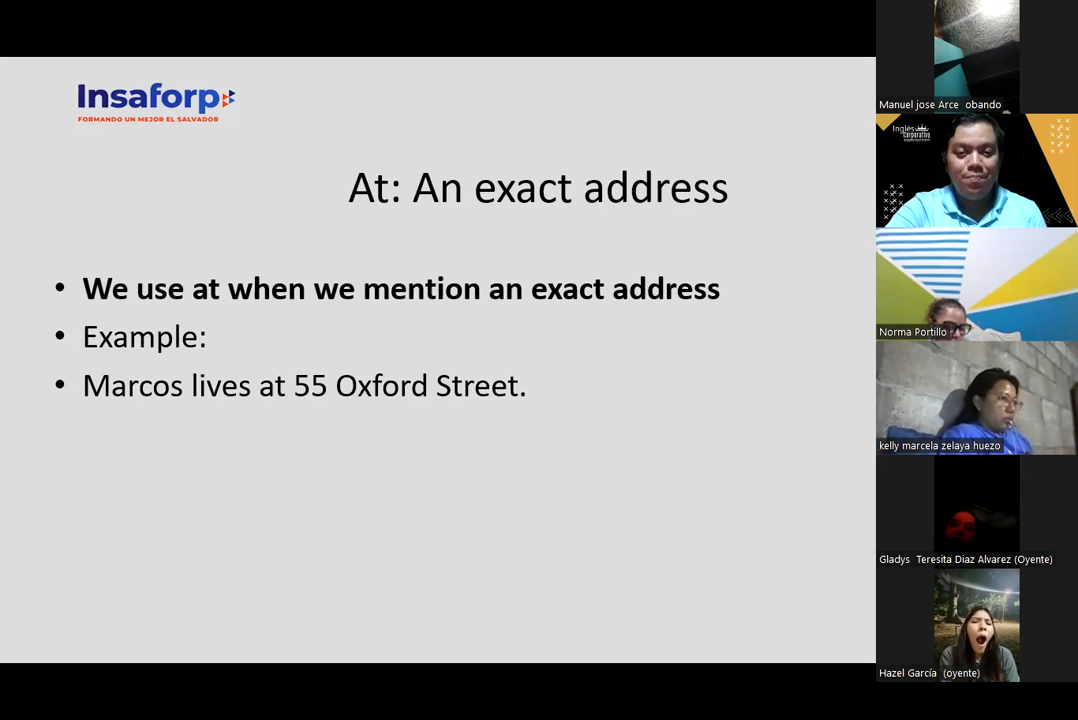 Insaforp
FORMANDO UN MEJOR EL SALVADOR
At: An exact address
• We use at when we mention an exact address
• Example:
• Marcos lives at 55 Oxford Street.
Manuel jose Arce obando
Inglés
Corporativo
Norma Portillo
kelly marcela zelaya huezo
Gladys Teresita Diaz Alvarez (Oyente)
Hazel García (oyente)